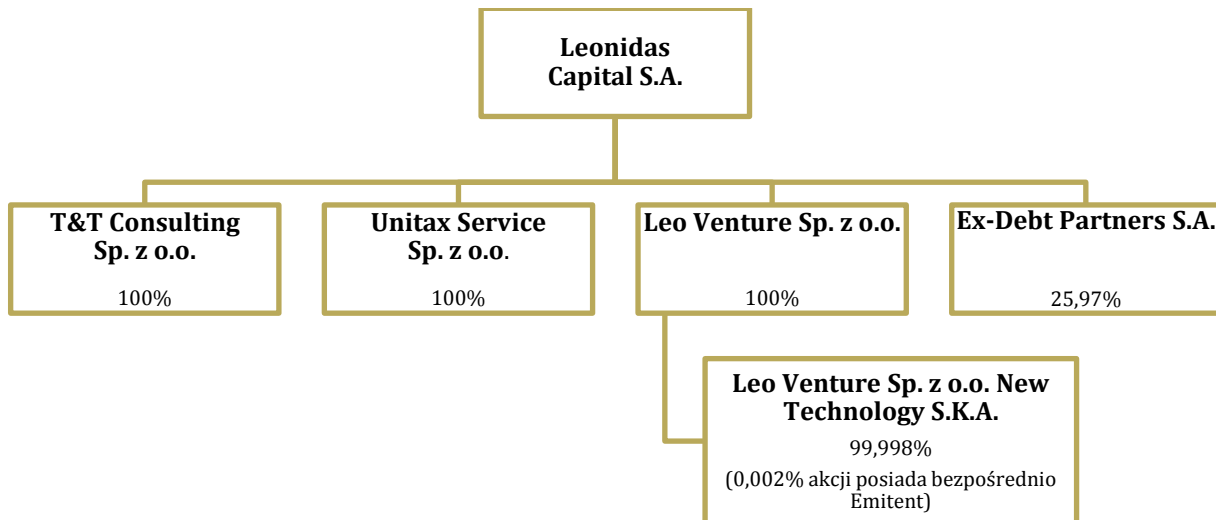 Leonidas
Capital S.A.
T&T Consulting
Sp. z o.o.
100%
Unitax Service
Sp. z o.o.
100%
Leo Venture Sp. z o.o.
100%
Ex-Debt Partners S.A.
25,97%
Leo Venture Sp. z o.o. New
Technology S.K.A.
99,998%
(0,002% akcji posiada bezpośrednio
Emitent)